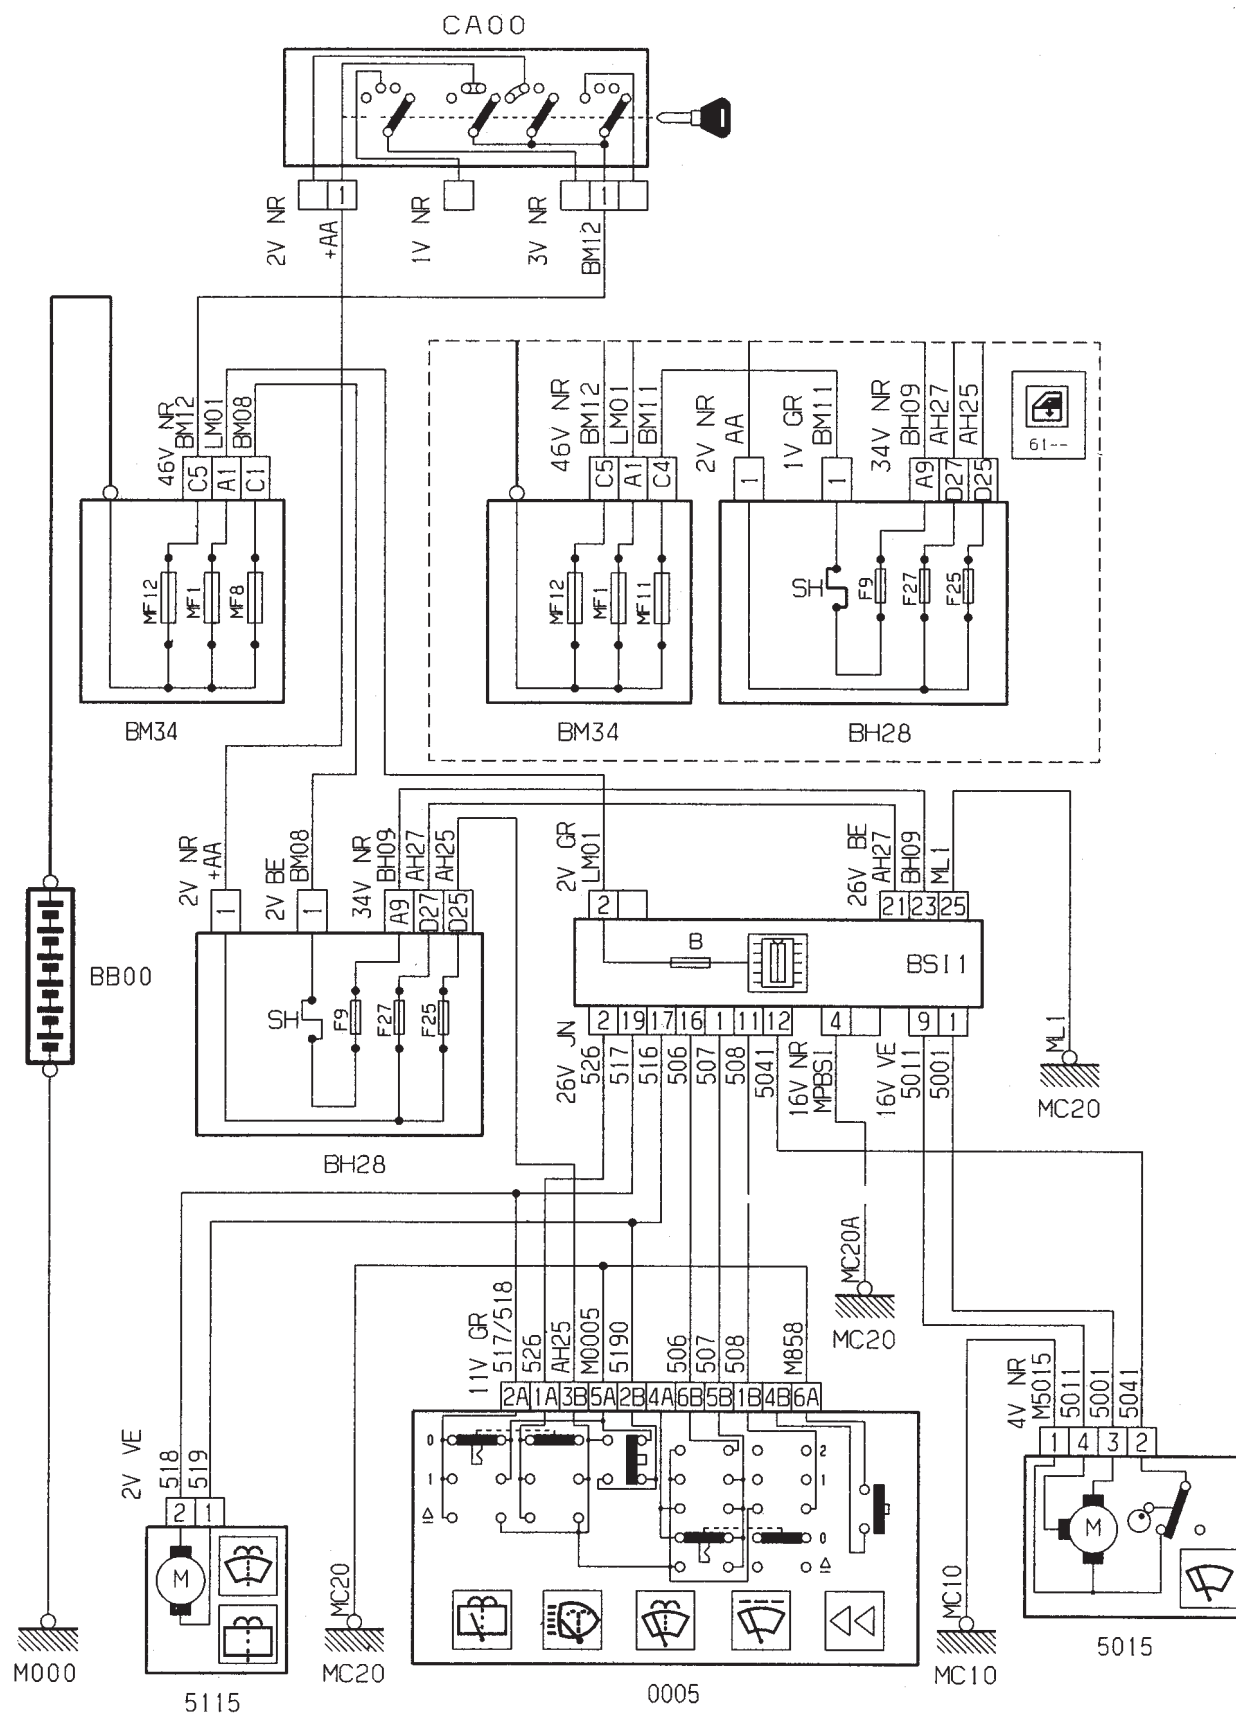 CA00
2V NR
1
+AA
1V NR
3V NR
1
BM12
46V NR
BM12
LM01
BM08
C5
A1
C1
MF12
MF1
MF8
BM34
46V NR
BM12
LM01
BM11
C5
A1
C4
MF12
MF1
MF11
BM34
2V NR
AA
1
1V GR
BM11
1
34V NR
BH09
AH27
AH25
A9
D27
D25
SH
F9
F27
F25
BH28
61--
BB00
2V NR
+AA
1
2V BE
BM08
1
34V NR
BH09
AH27
AH25
A9
D27
D25
SH
F9
F27
F25
BH28
2V GR
LM01
2
26V BE
AH27
BH09
ML1
21
23
25
B
BSI1
2
19
17
16
1
11
12
4
9
1
26V JN
526
517
516
506
507
508
5041
16V NR
MPBSI
16V VE
5011
5001
ML1
MC20
MC20A
MC20
11V GR
517/518
526
AH25
M0005
5190
506
507
508
M858
2A
1A
3B
5A
2B
4A
6B
5B
1B
4B
6A
0
1
2
1
0
0005
2V VE
518
519
2
1
M
5115
M000
MC20
MC20
MC10
MC10
4V NR
M5015
5011
5001
5041
1
4
3
2
M
5015